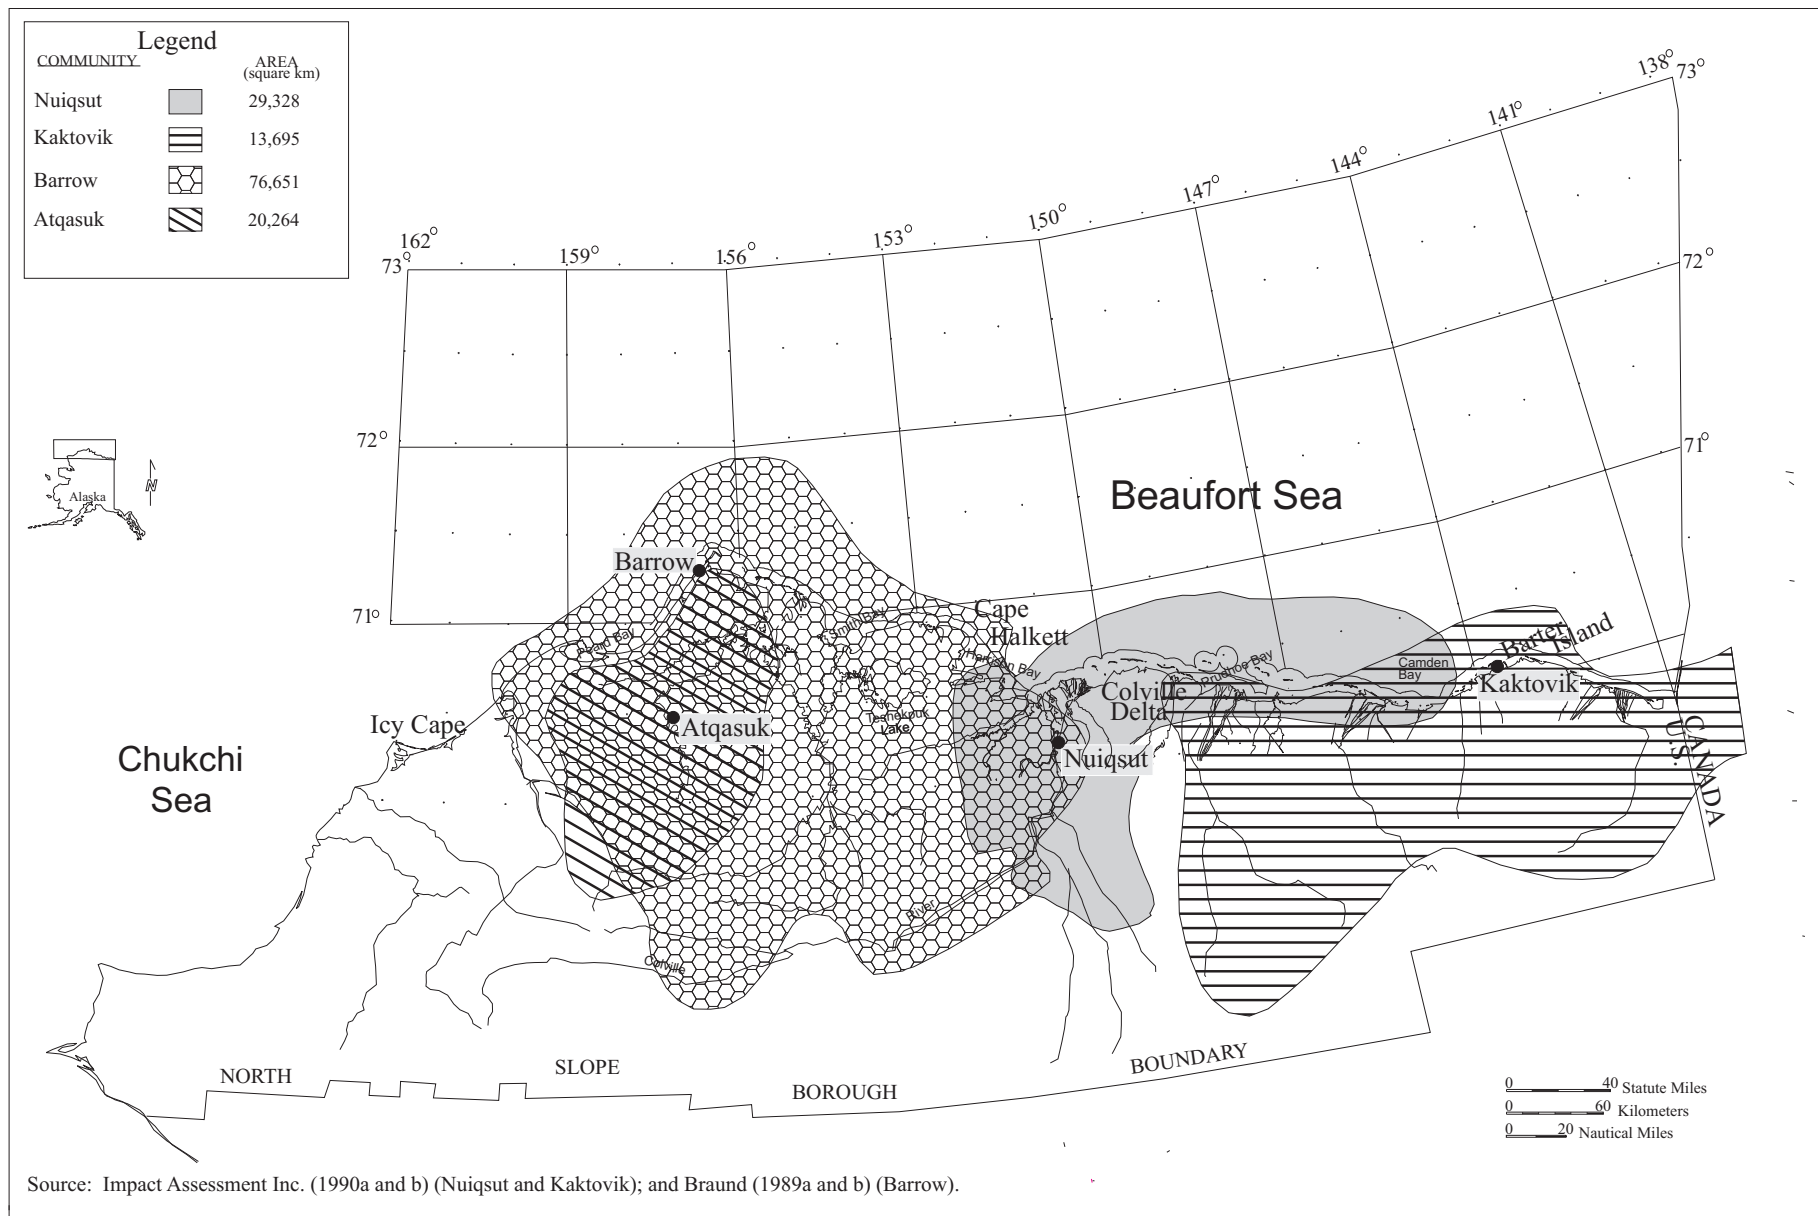 Legend
COMMUNITY
AREA
(square km)
Nuiqsut 29,328
Kaktovik 13,695
Barrow 76,651
Atqasuk 20,264
138°
73°
141°
144°
147°
150°
153°
156°
159°
162°
73°
72°
72°
71°
71°
Alaska
N
Beaufort Sea
Barrow
Cape
Halkett
Smith Bay
Peard Bay
Harrison Bay
Prudhoe Bay
Camden
Bay
Barter
Island
Kaktovik
Colville
Delta
Teshekpuk
Lake
Atqasuk
Icy Cape
Nuiqsut
Chukchi
Sea
U.S.
CANADA
River
Colville
NORTH SLOPE BOROUGH BOUNDARY
0 40 Statute Miles
0 60 Kilometers
0 20 Nautical Miles
Source: Impact Assessment Inc. (1990a and b) (Nuiqsut and Kaktovik); and Braund (1989a and b) (Barrow).